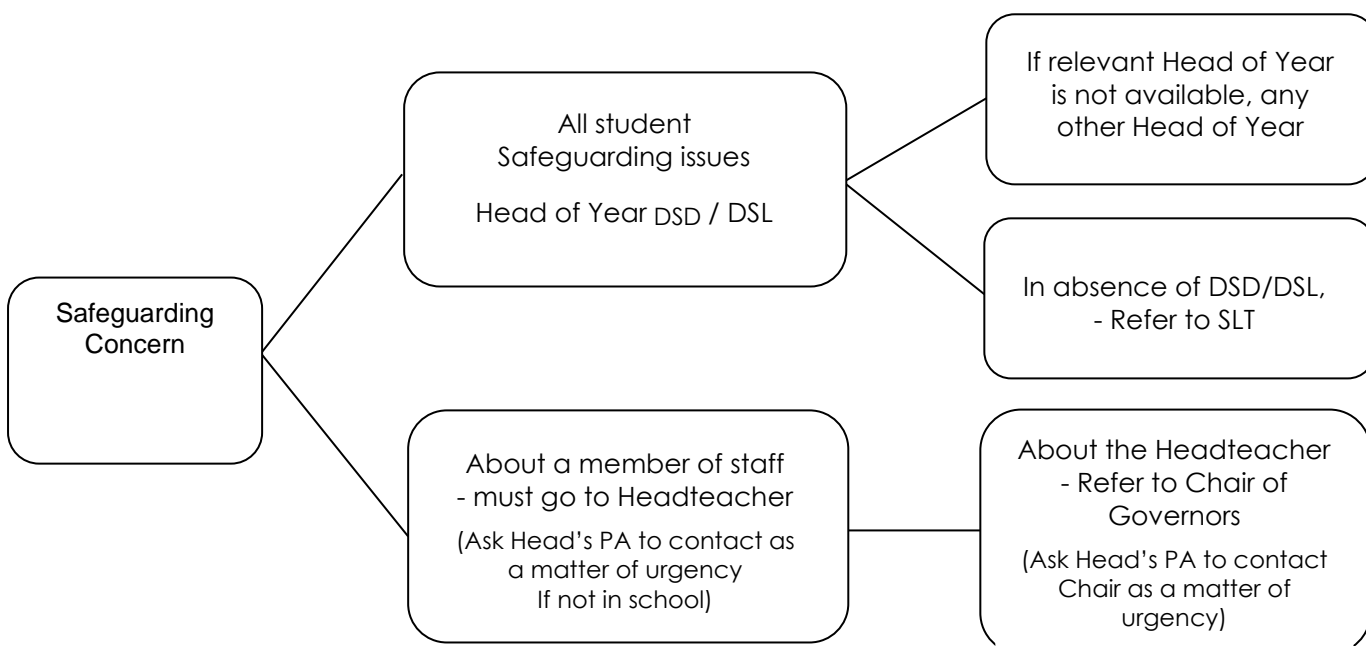 Safeguarding
Concern
All student
Safeguarding issues
Head of Year DSD / DSL
If relevant Head of Year
is not available, any
other Head of Year
In absence of DSD/DSL,
- Refer to SLT
About a member of staff
- must go to Headteacher
(Ask Head’s PA to contact as
a matter of urgency
If not in school)
About the Headteacher
- Refer to Chair of
Governors
(Ask Head’s PA to contact
Chair as a matter of
urgency)